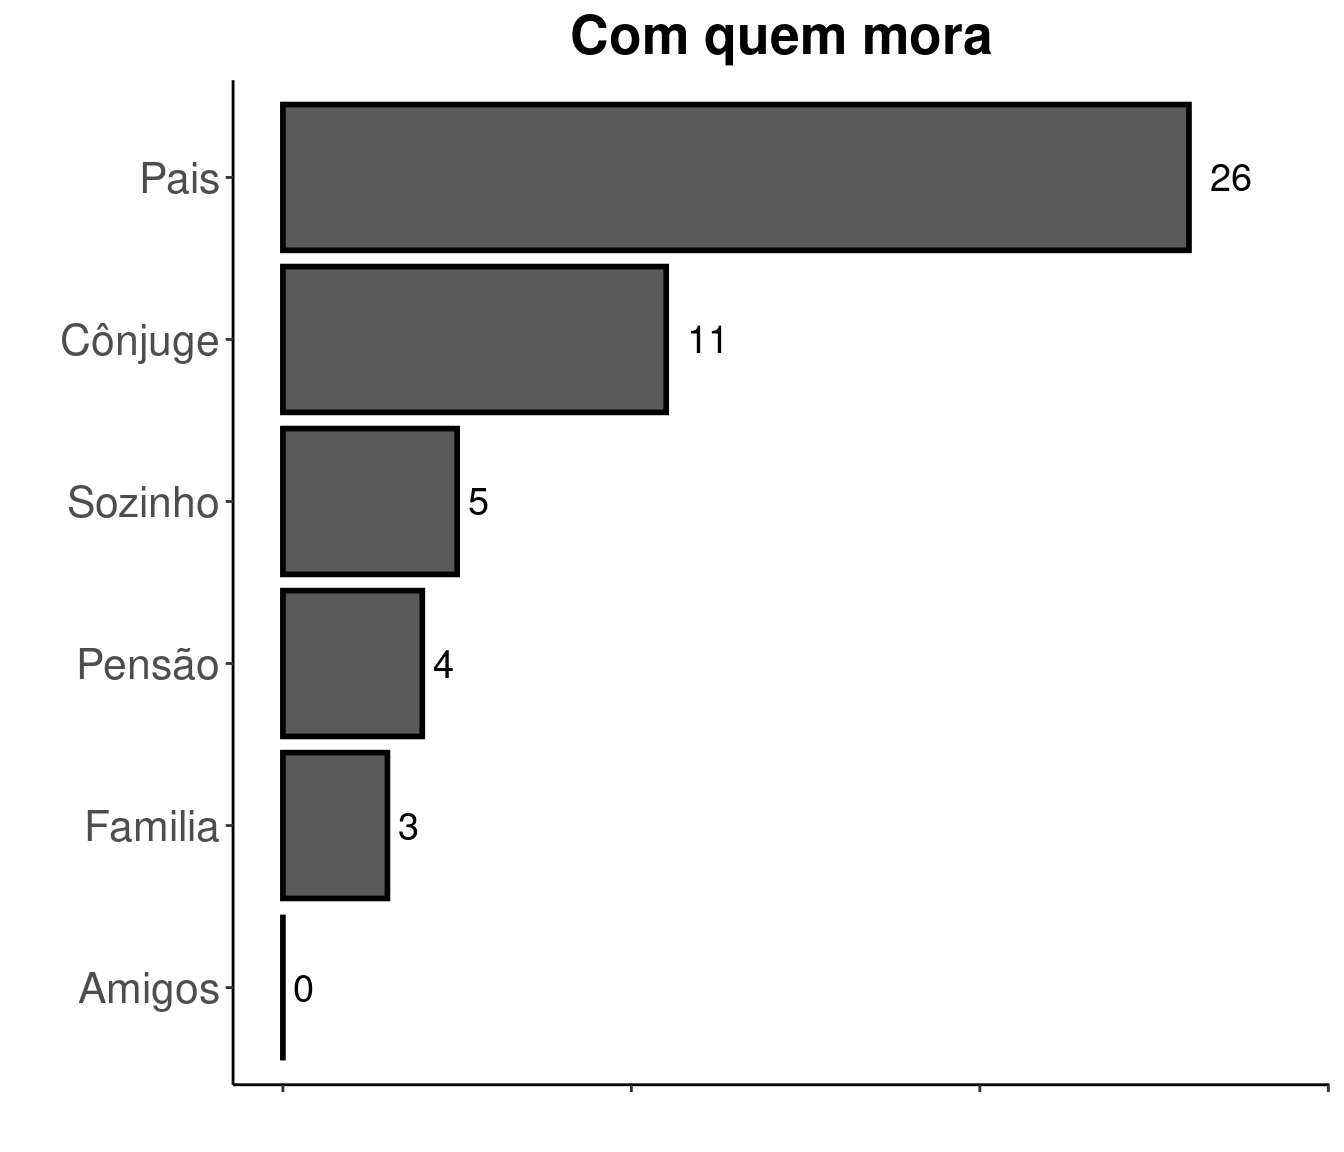 Com quem mora
Pais 26
Cônjuge 11
Sozinho 5
Pensão 4
Familia 3
Amigos 0